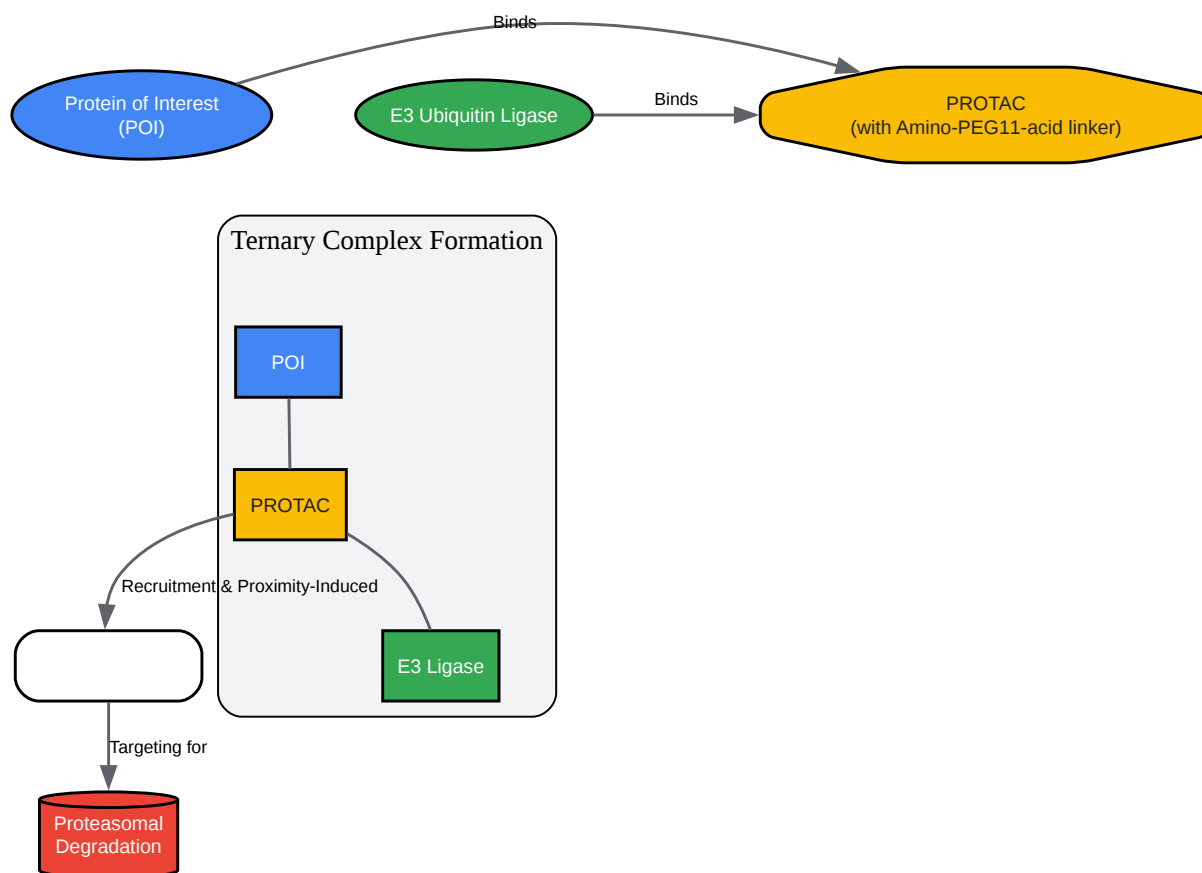 Binds
Protein of Interest
(POI)
E3 Ubiquitin Ligase
Binds
PROTAC
(with Amino-PEG11-acid linker)
Ternary Complex Formation
POI
PROTAC
Recruitment & Proximity-Induced
E3 Ligase
Targeting for
Proteasomal
Degradation